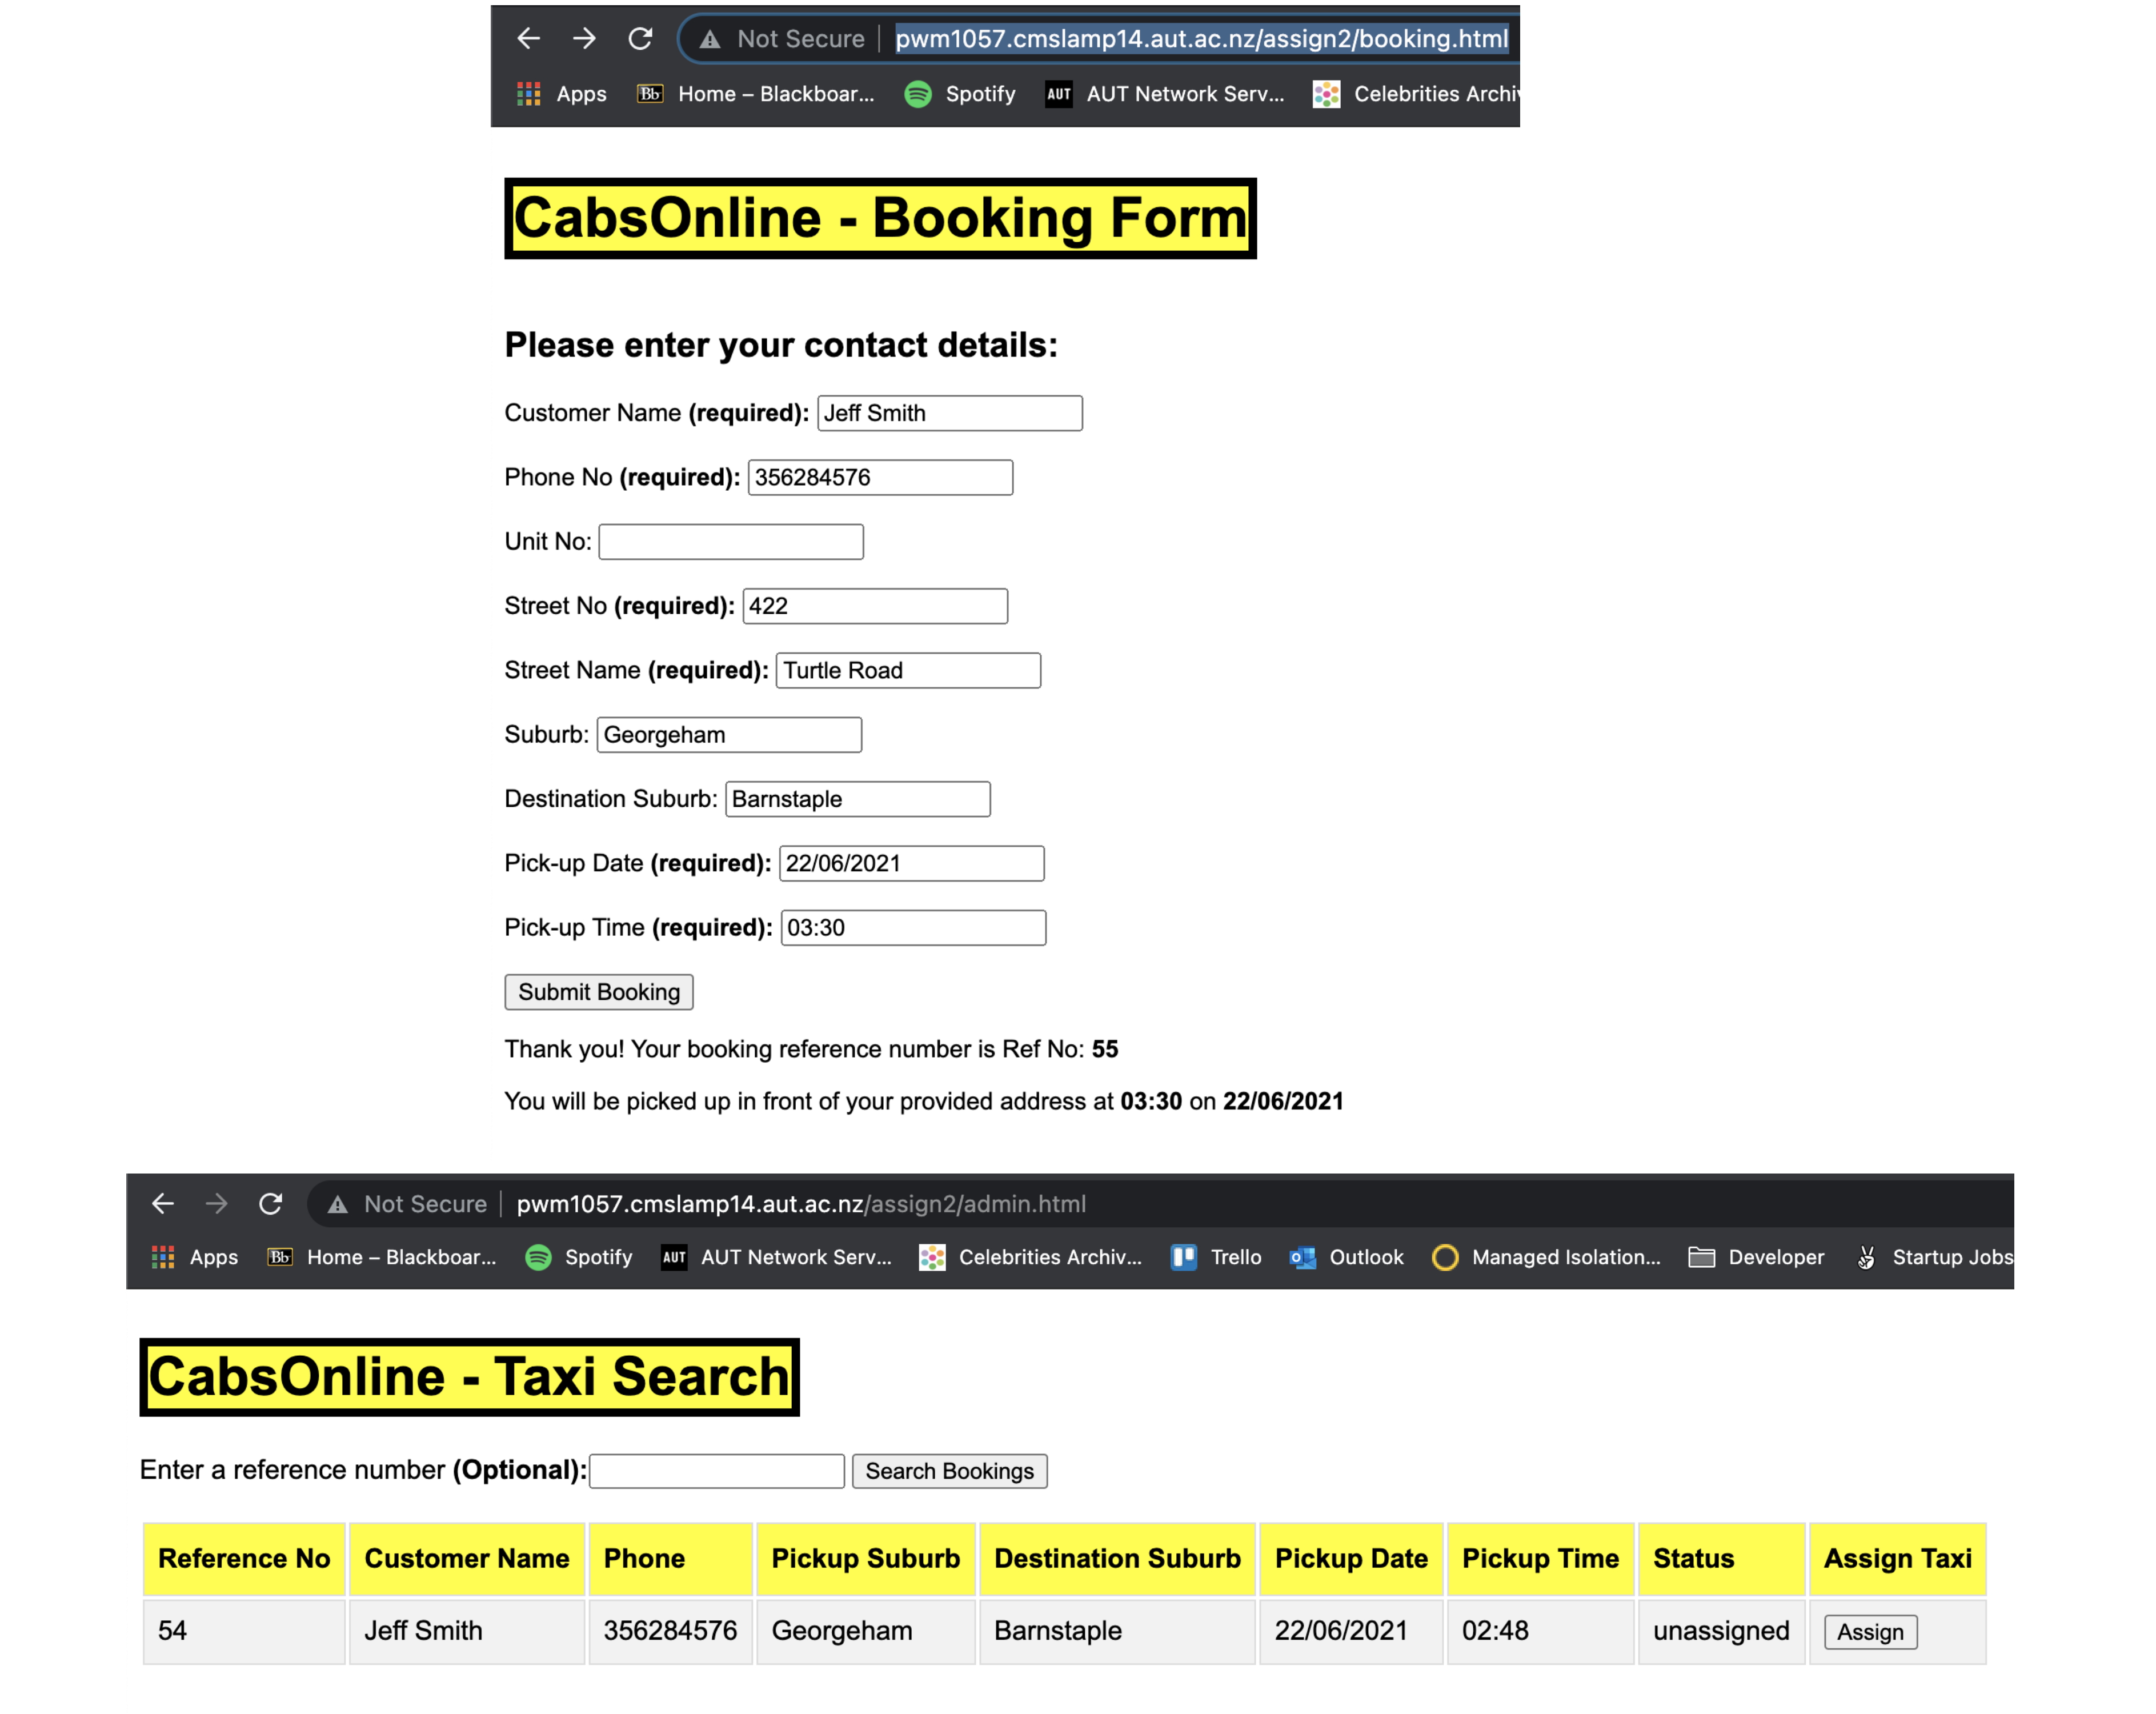 Not Secure | pwm1057.cmslamp14.aut.ac.nz/assign2/booking.html
Apps Bb Home – Blackboar... Spotify AUT AUT Network Serv... Celebrities Archiv
CabsOnline - Booking Form
Please enter your contact details:
Customer Name (required): Jeff Smith
Phone No (required): 356284576
Unit No:
Street No (required): 422
Street Name (required): Turtle Road
Suburb: Georgeham
Destination Suburb: Barnstaple
Pick-up Date (required): 22/06/2021
Pick-up Time (required): 03:30
Submit Booking
Thank you! Your booking reference number is Ref No: 55
You will be picked up in front of your provided address at 03:30 on 22/06/2021
Not Secure | pwm1057.cmslamp14.aut.ac.nz/assign2/admin.html
Apps Bb Home – Blackboar... Spotify AUT AUT Network Serv... Celebrities Archiv... Trello Outlook Managed Isolation... Developer Startup Jobs
CabsOnline - Taxi Search
Enter a reference number (Optional): Search Bookings
Reference No Customer Name Phone Pickup Suburb Destination Suburb Pickup Date Pickup Time Status Assign Taxi
54 Jeff Smith 356284576 Georgeham Barnstaple 22/06/2021 02:48 unassigned Assign